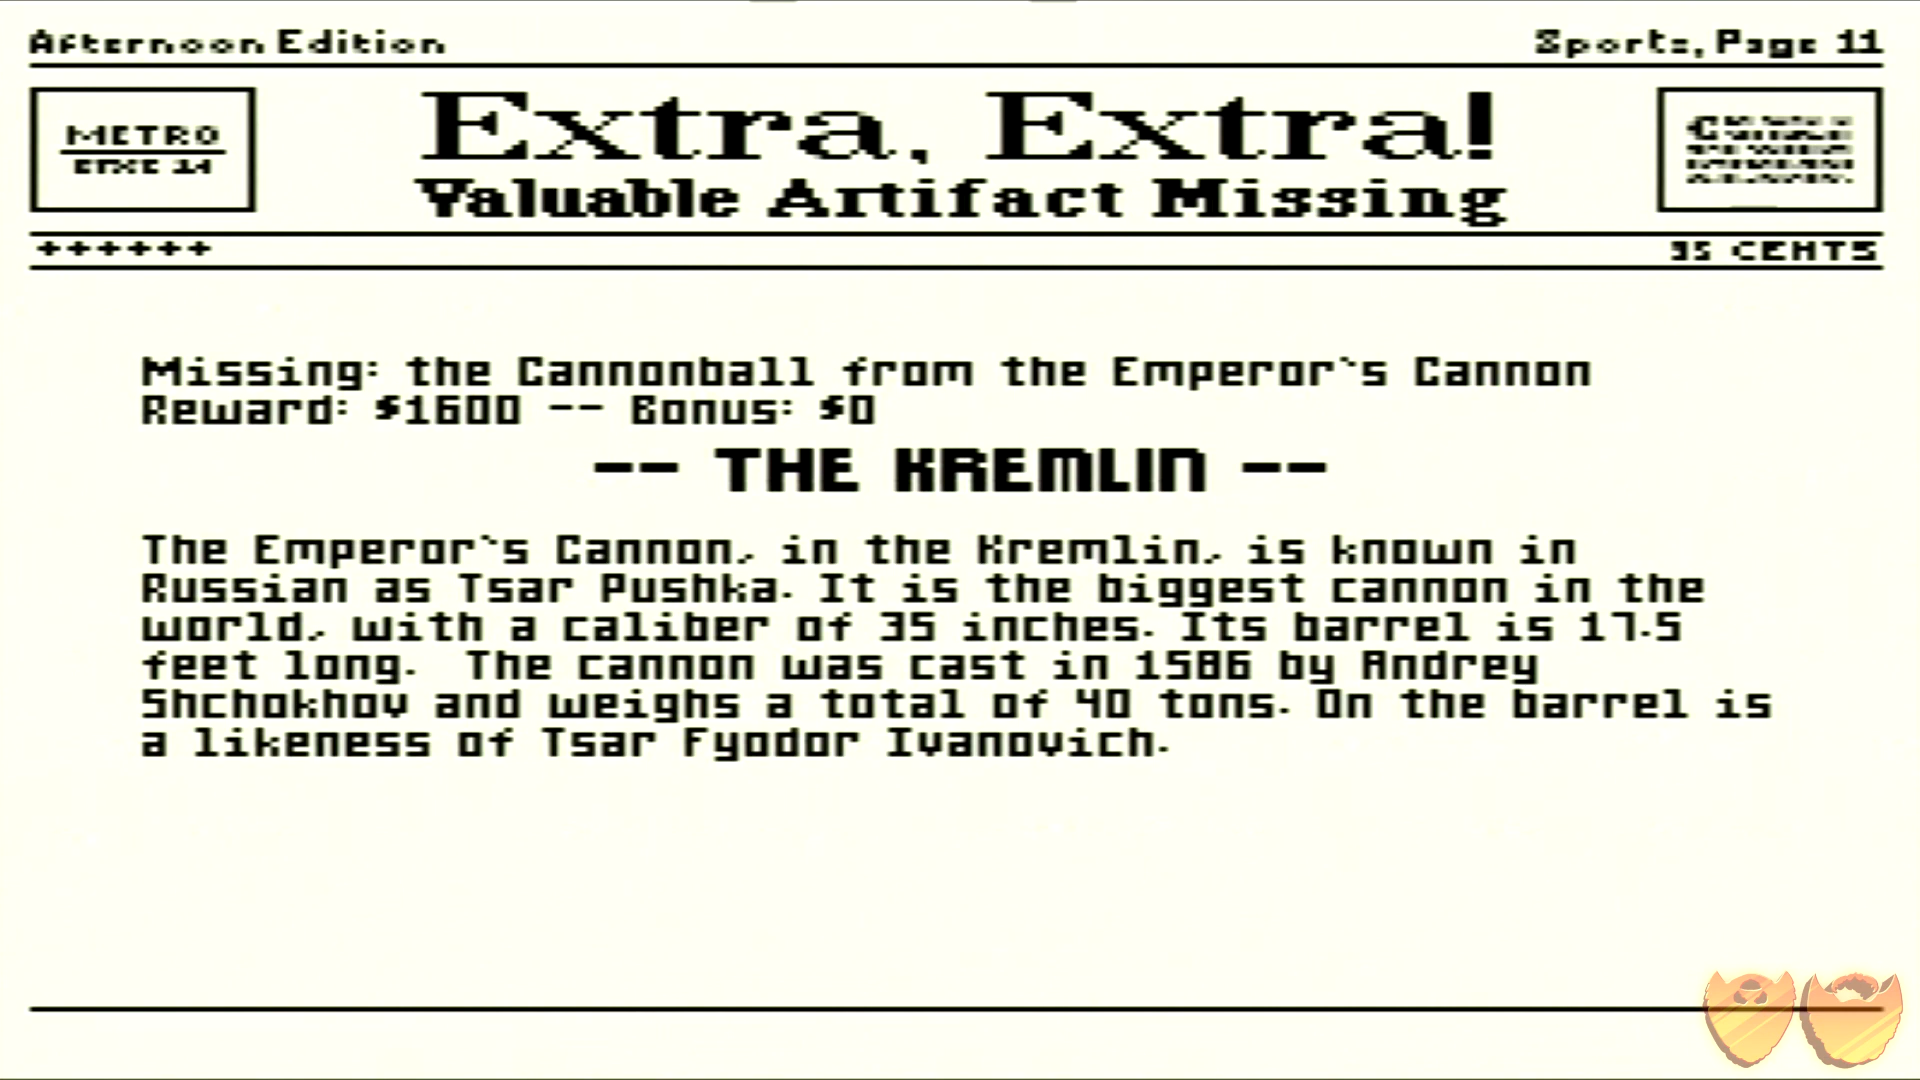 Afternoon Edition
Sports, Page 11
METRO
Extra, Extra!
Valuable Artifact Missing
++++++
35 CENTS
Missing: the Cannonball from the Emperor`s Cannon
Reward: $1600 -- Bonus: $0
-- THE KREMLIN --
The Emperor`s Cannon, in the Kremlin, is known in
Russian as Tsar Pushka. It is the biggest cannon in the
world, with a caliber of 35 inches. Its barrel is 17.5
feet long.  The cannon was cast in 1586 by Andrey
Shchokhov and weighs a total of 40 tons. On the barrel is
a likeness of Tsar Fyodor Ivanovich.